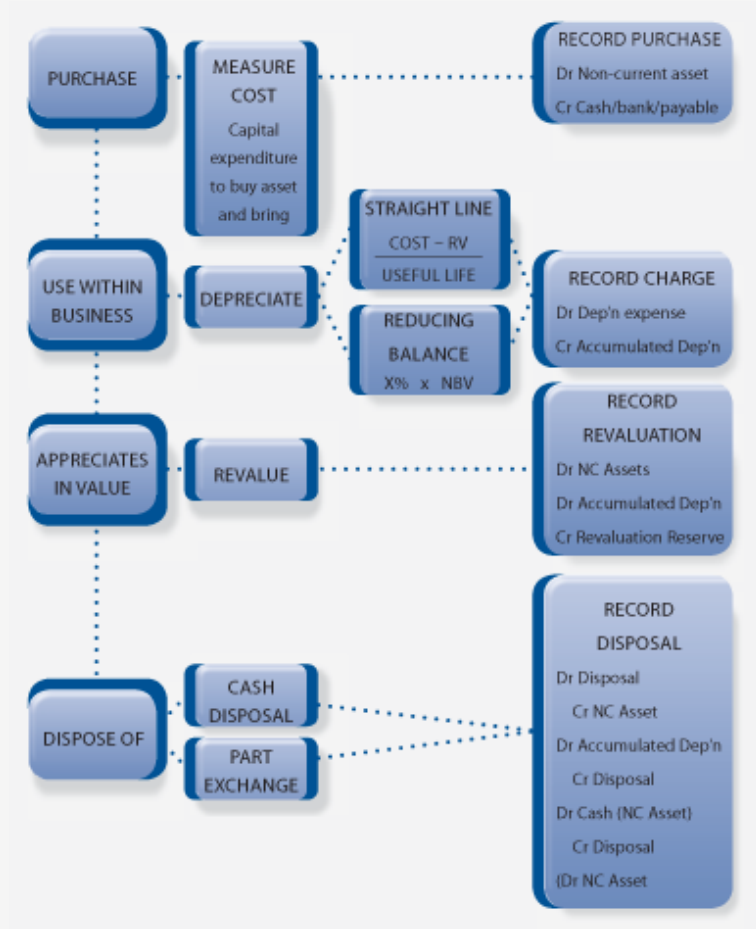 PURCHASE
MEASURE
COST
Capital
expenditure
to buy asset
and bring
RECORD PURCHASE
Dr Non-current asset
Cr Cash/bank/payable
USE WITHIN
BUSINESS
DEPRECIATE
STRAIGHT LINE
COST – RV
USEFUL LIFE
REDUCING
BALANCE
X% x NBV
RECORD CHARGE
Dr Dep'n expense
Cr Accumulated Dep'n
APPRECIATES
IN VALUE
REVALUE
RECORD
REVALUATION
Dr NC Assets
Dr Accumulated Dep'n
Cr Revaluation Reserve
DISPOSE OF
CASH
DISPOSAL
PART
EXCHANGE
RECORD
DISPOSAL
Dr Disposal
Cr NC Asset
Dr Accumulated Dep'n
Cr Disposal
Dr Cash (NC Asset)
Cr Disposal
(Dr NC Asset